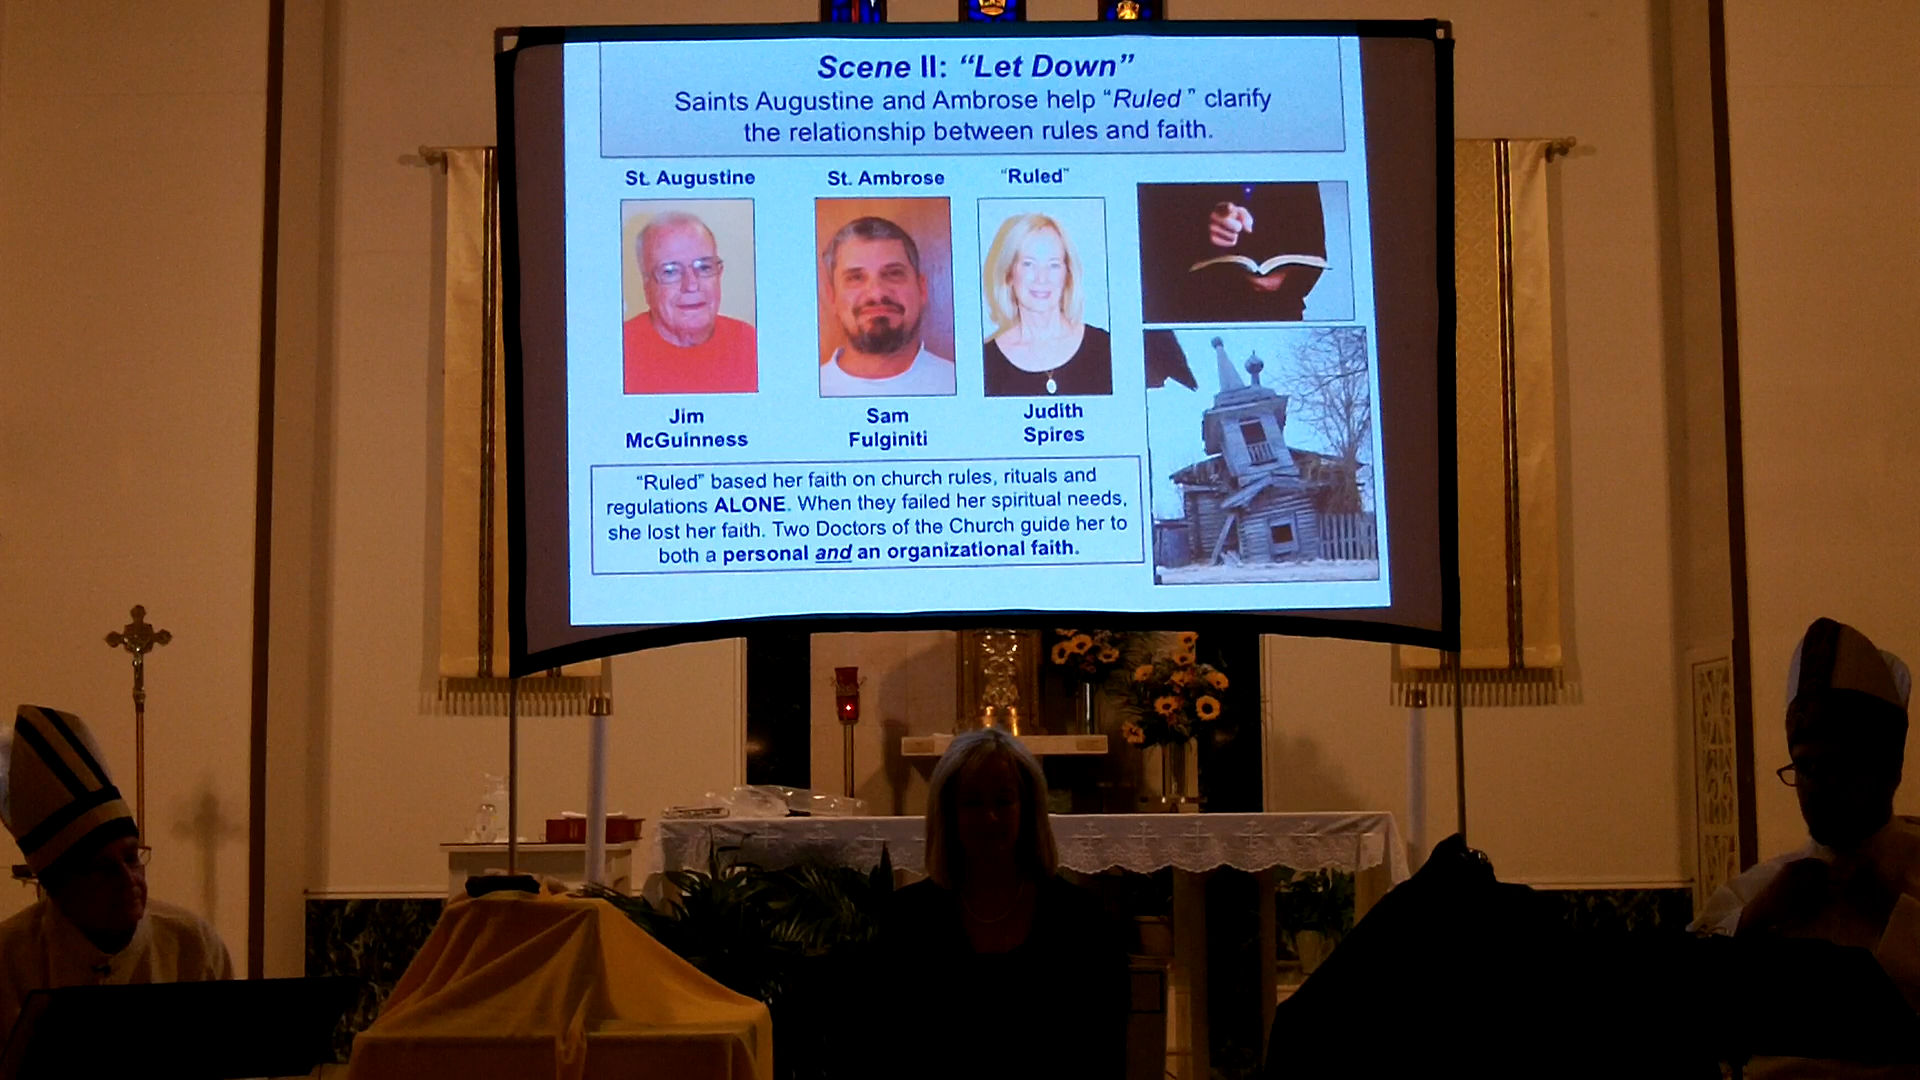 Scene II: “Let Down”
Saints Augustine and Ambrose help “Ruled” clarify
the relationship between rules and faith.
St. Augustine
St. Ambrose
“Ruled”
Jim
McGuinness
Sam
Fulginiti
Judith
Spires
“Ruled” based her faith on church rules, rituals and
regulations ALONE. When they failed her spiritual needs,
she lost her faith. Two Doctors of the Church guide her to
both a personal and an organizational faith.